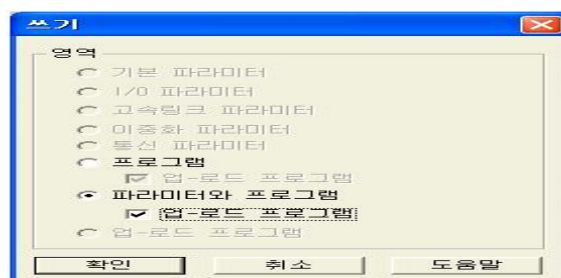 쓰기
영역
기본 파라미터
I/O 파라미터
고속링크 파라미터
이중화 파라미터
통신 파라미터
프로그램
업-로드 프로그램
파라미터와 프로그램
업-로드 프로그램
업-로드 프로그램
확인 취소 도움말